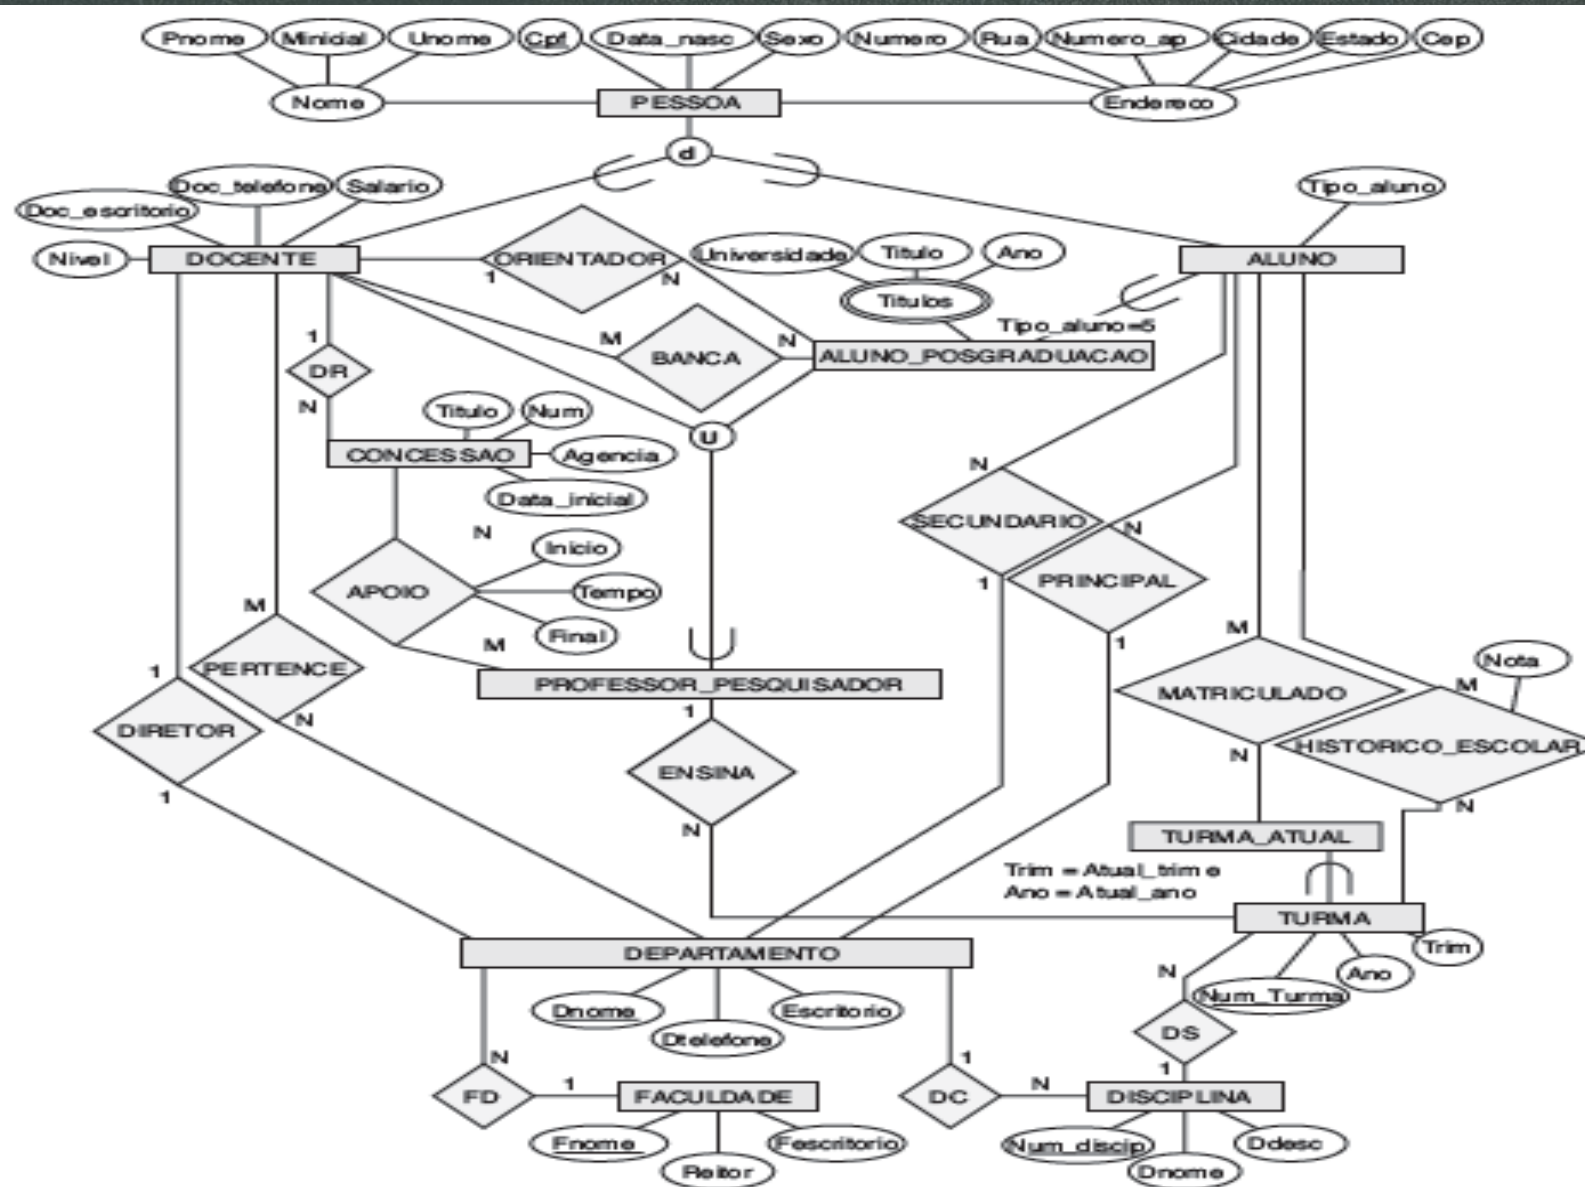 Pnome Minicial Unome Cpf Data_nasc Sexo Numero Rua Numero_ap Cidade Estado Cep
Nome PESSOA Endereco
d
Doc_escritorio Doc_telefone Salario Tipo_aluno
Nivel DOCENTE ORIENTADOR Universidade Titulo Ano ALUNO
1 N
Titulos
Tipo_aluno=5
1 M BANCA N ALUNO_POSGRADUACAO
DR
N
Titulo Num
U
CONCESSAO Agencia
N
Data_inicial
SECUNDARIO N
N
Inicio
APOIO Tempo
1 PRINCIPAL
Final
M M 1 M
PERTENCE
1
Nota
PROFESSOR_PESQUISADOR MATRICULADO M
1
N
DIRETOR
HISTORICO_ESCOLAR
N
ENSINA
1
N
N
TURMA_ATUAL
Trim = Atual_trime
Ano = Atual_ano
TURMA
DEPARTAMENTO
Trim
N
Ano
Num_Turma
Dnome Escritorio
Dtelefone
DS
N 1 1
FD 1 FACULDADE DC N DISCIPLINA
Fnome Fescritorio Num_discip Ddesc
Reitor Dnome